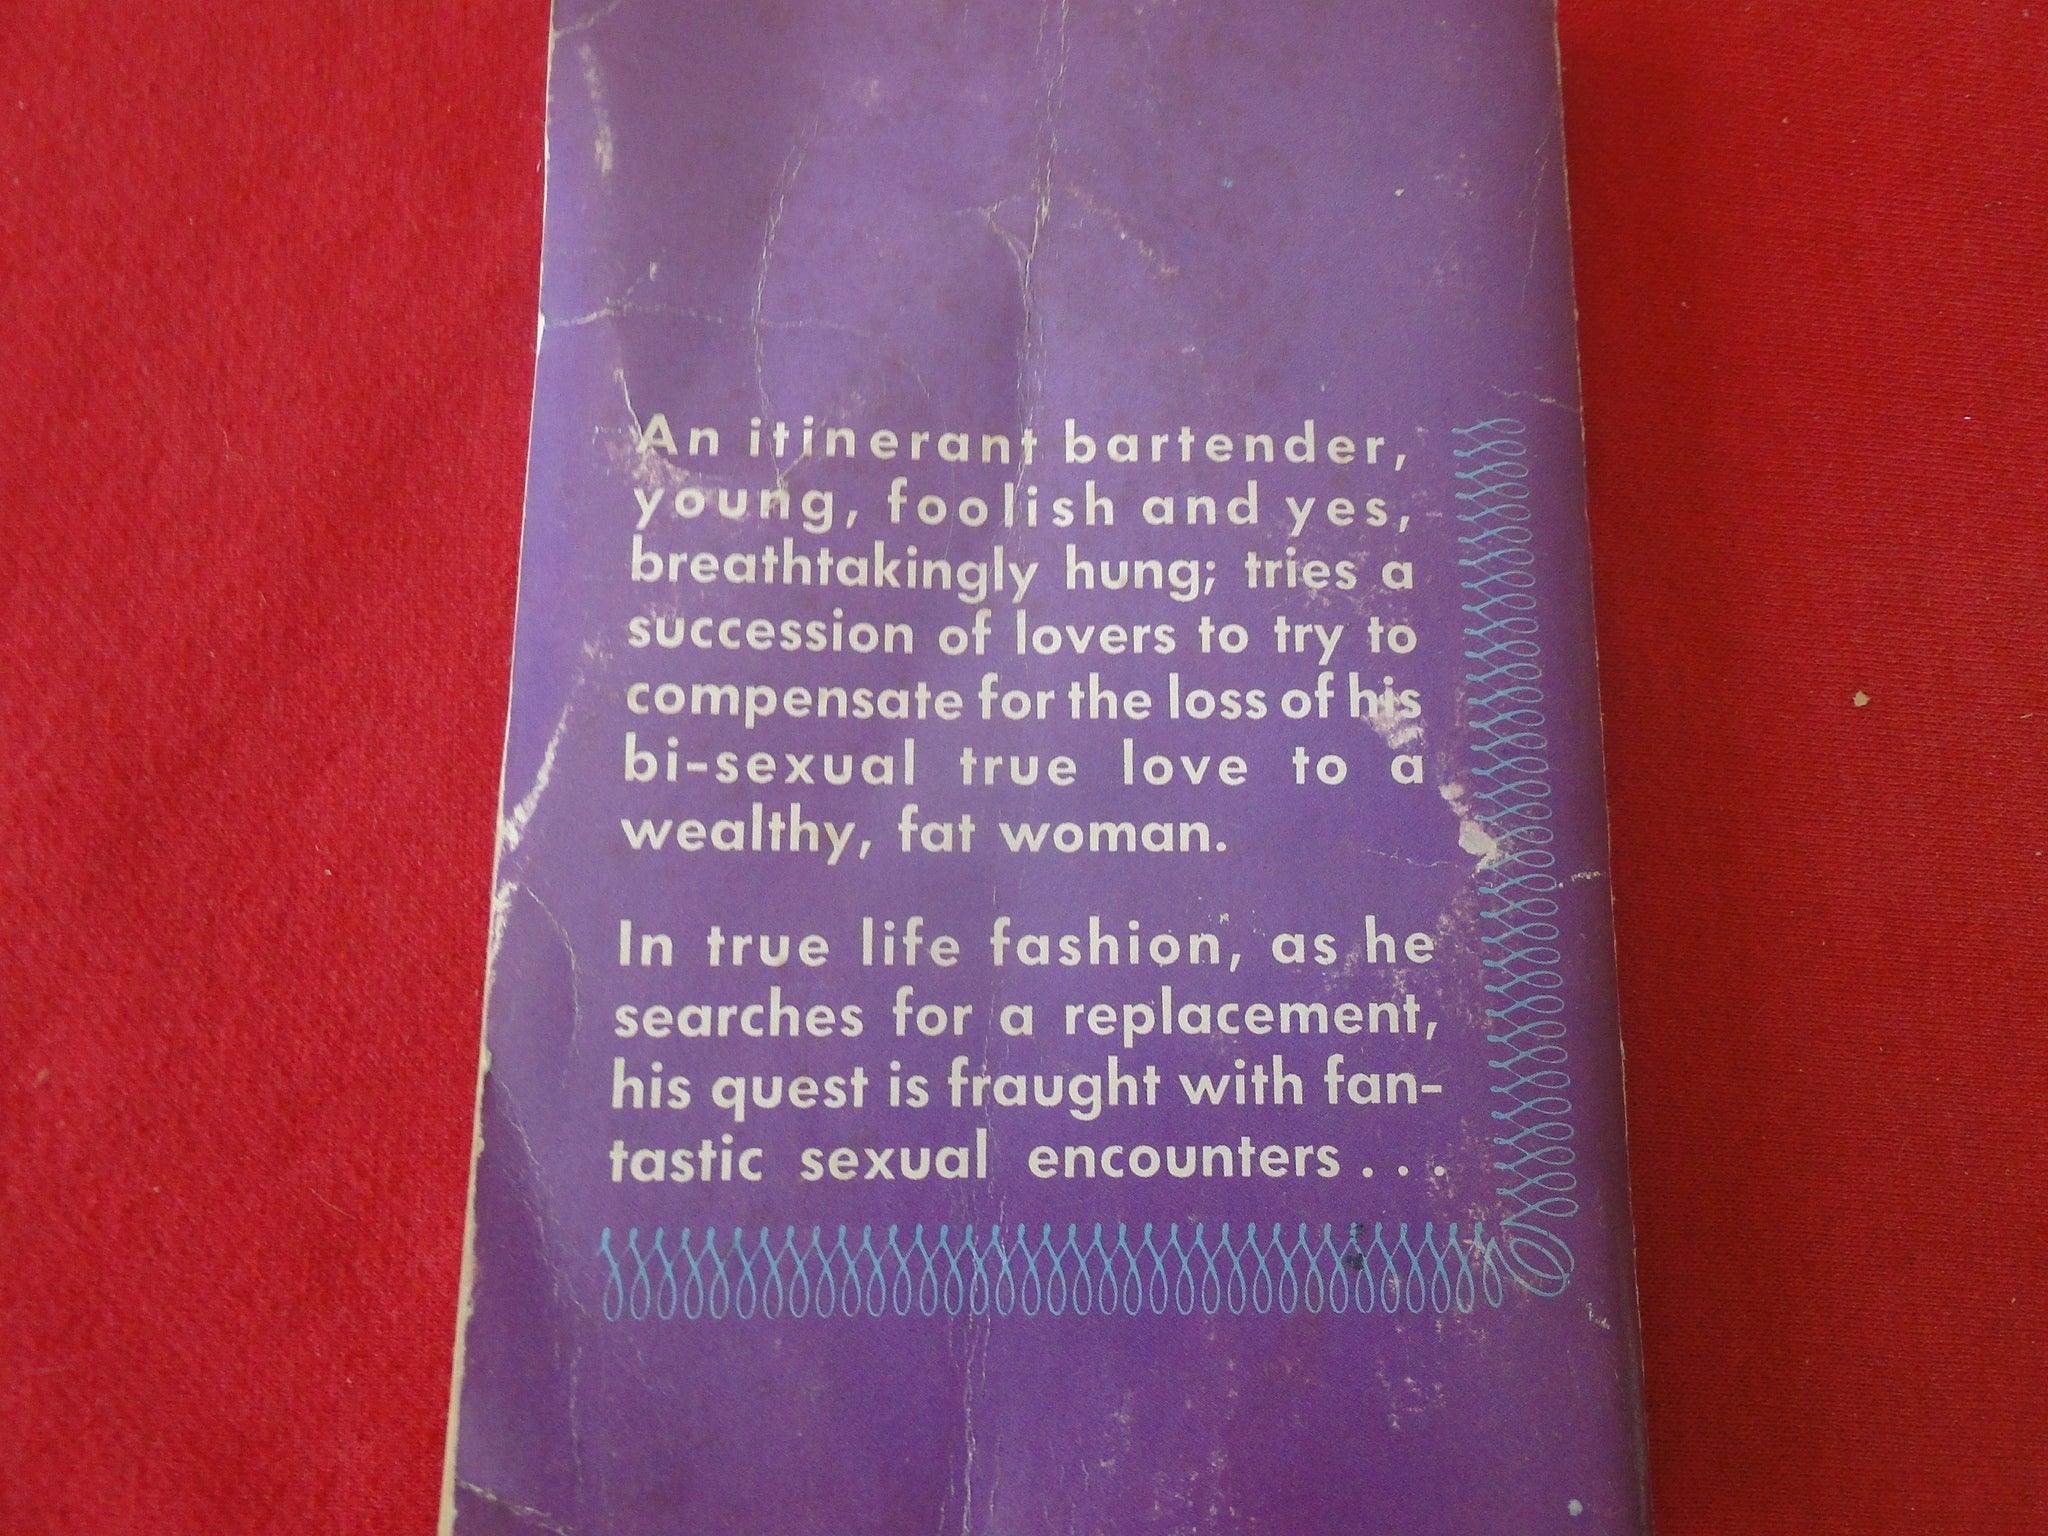 An itinerant bartender,
young, foolish and yes,
breathtakingly hung; tries a
succession of lovers to try to
compensate for the loss of his
bi-sexual true love to a
wealthy, fat woman.
In true life fashion, as he
searches for a replacement,
his quest is fraught with fan-
tastic sexual encounters . . .